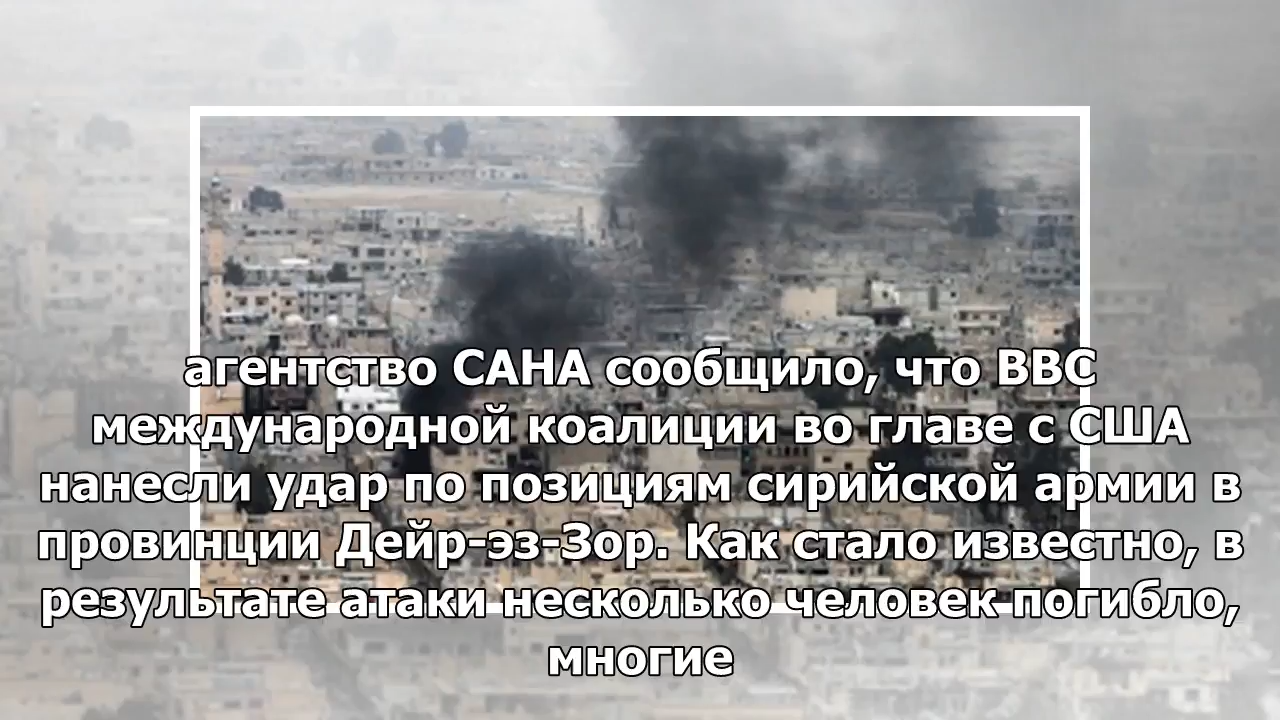 агентство САНА сообщило, что ВВС
международной коалиции во главе с США
нанесли удар по позициям сирийской армии в
провинции Дейр-эз-Зор. Как стало известно, в
результате атаки несколько человек погибло,
многие